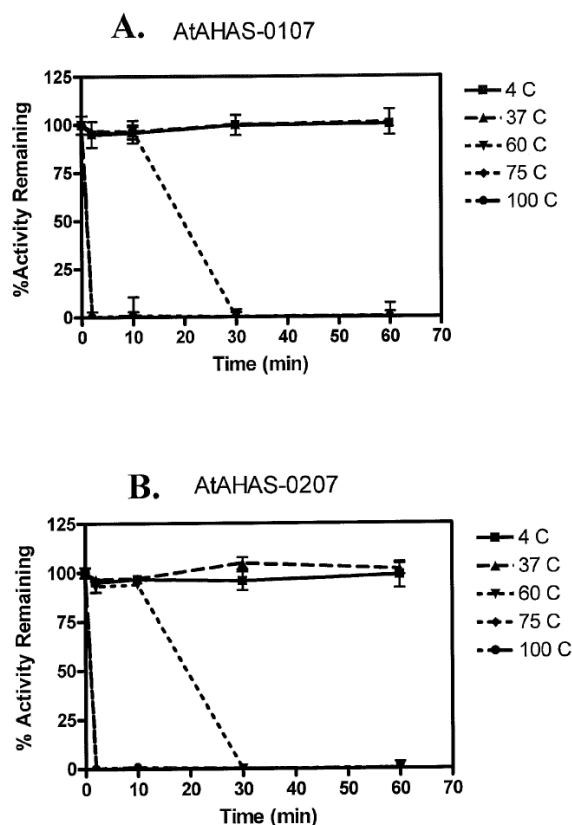 A. AtAHAS-0107
125
100
75
50
25
0
%Activity Remaining
0 10 20 30 40 50 60 70
Time (min)
4 C
37 C
60 C
75 C
100 C
B. AtAHAS-0207
125
100
75
50
25
0
% Activity Remaining
0 10 20 30 40 50 60 70
Time (min)
4 C
37 C
60 C
75 C
100 C